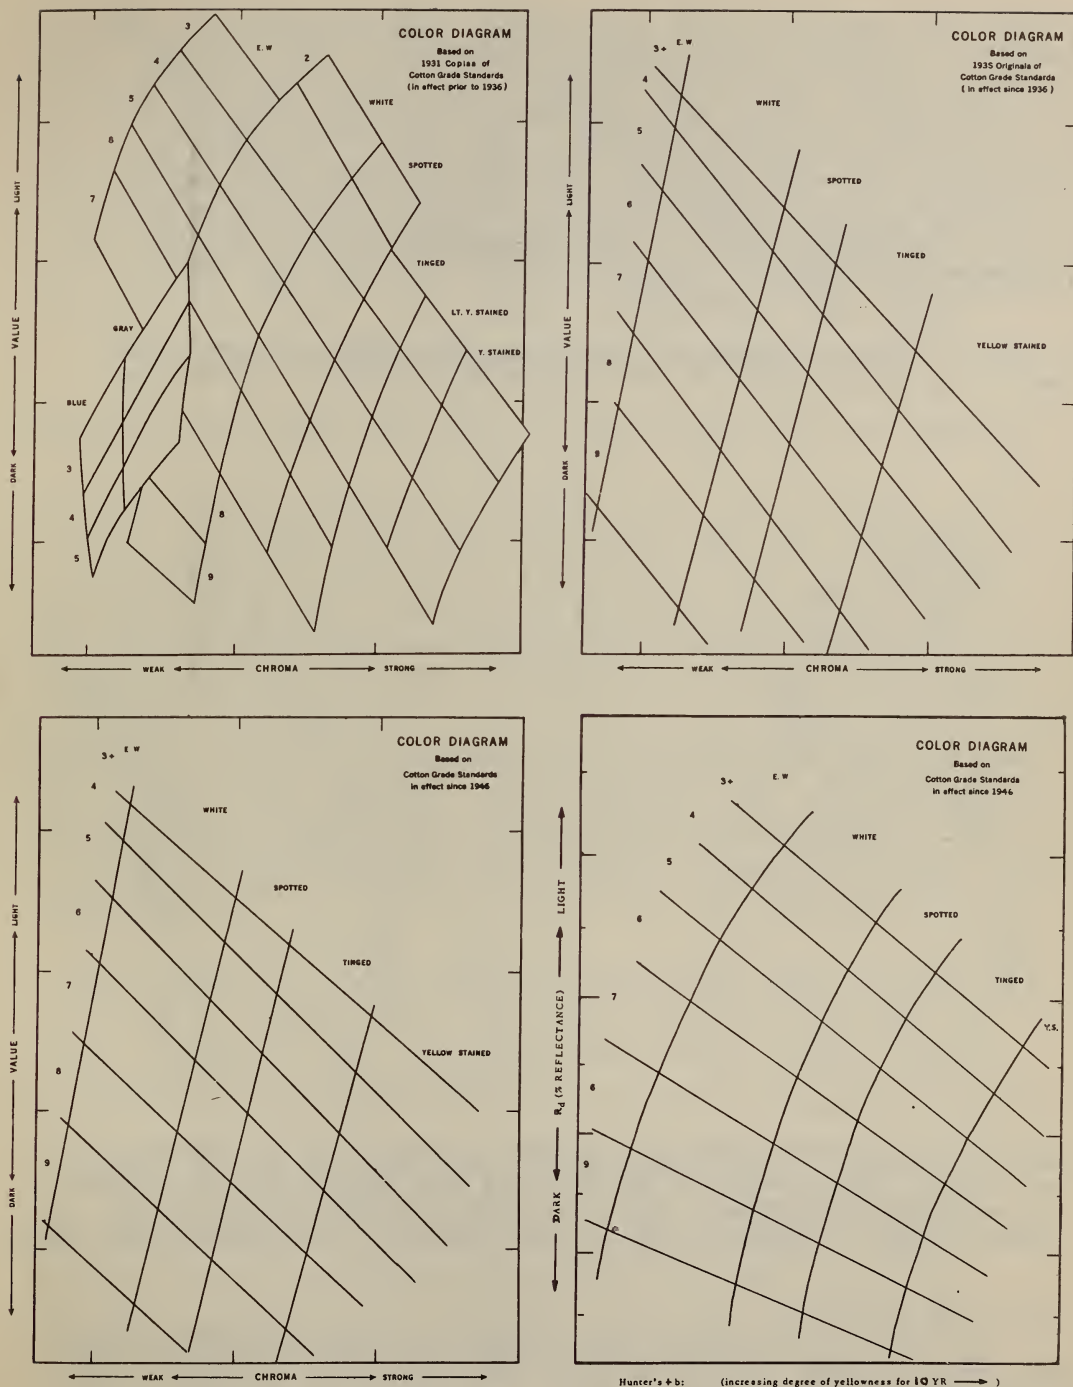 COLOR DIAGRAM
Based on
1931 Copies of
Cotton Grade Standards
(in effect prior to 1936)
3
E. W
2
4
WHITE
5
6
SPOTTED
7
TINGED
LT. Y. STAINED
GRAY
Y. STAINED
BLUE
3
4
8
5
9
DARK VALUE LIGHT
WEAK CHROMA STRONG
COLOR DIAGRAM
Based on
1935 Originals of
Cotton Grade Standards
( in effect since 1936 )
3+ E. W
4
WHITE
5
SPOTTED
6
TINGED
7
YELLOW STAINED
8
9
DARK VALUE LIGHT
WEAK CHROMA STRONG
COLOR DIAGRAM
Based on
Cotton Grade Standards
in effect since 1946
3+ E W
4
WHITE
5
SPOTTED
6
TINGED
7
YELLOW STAINED
8
9
DARK VALUE LIGHT
WEAK CHROMA STRONG
COLOR DIAGRAM
Based on
Cotton Grade Standards
in effect since 1946
3+ E. W
4
WHITE
5
SPOTTED
6
TINGED
7
Y.S.
6
9
DARK Rd (% REFLECTANCE) LIGHT
Hunter's + b: (increasing degree of yellowness for 10 YR )